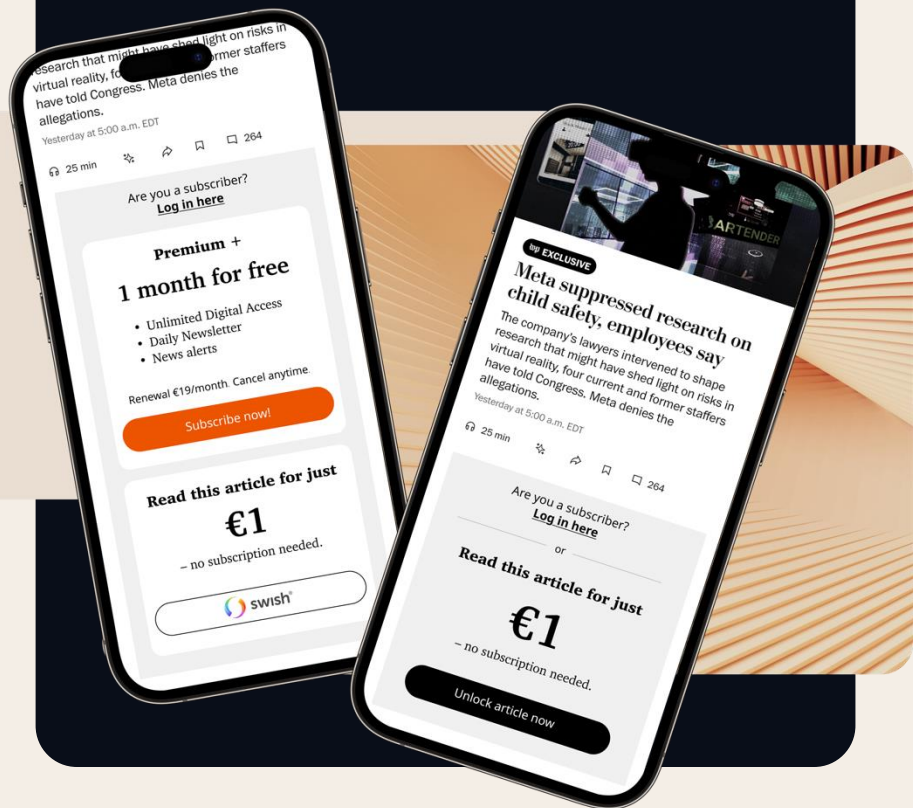 research that might have shed light on risks in
virtual reality, fo rmer staffers
have told Congress. Meta denies the
allegations.
Yesterday at 5:00 a.m. EDT
25 min
264
Are you a subscriber?
Log in here
Premium +
1 month for free
• Unlimited Digital Access
• Daily Newsletter
• News alerts
Renewal €19/month. Cancel anytime.
Subscribe now!
Read this article for just
€1
– no subscription needed.
swish®
BARTENDER
wp EXCLUSIVE
Meta suppressed research on
child safety, employees say
The company's lawyers intervened to shape
research that might have shed light on risks in
virtual reality, four current and former staffers
have told Congress. Meta denies the
allegations.
Yesterday at 5:00 a.m. EDT
25 min
264
Are you a subscriber?
Log in here
or
Read this article for just
€1
– no subscription needed.
Unlock article now